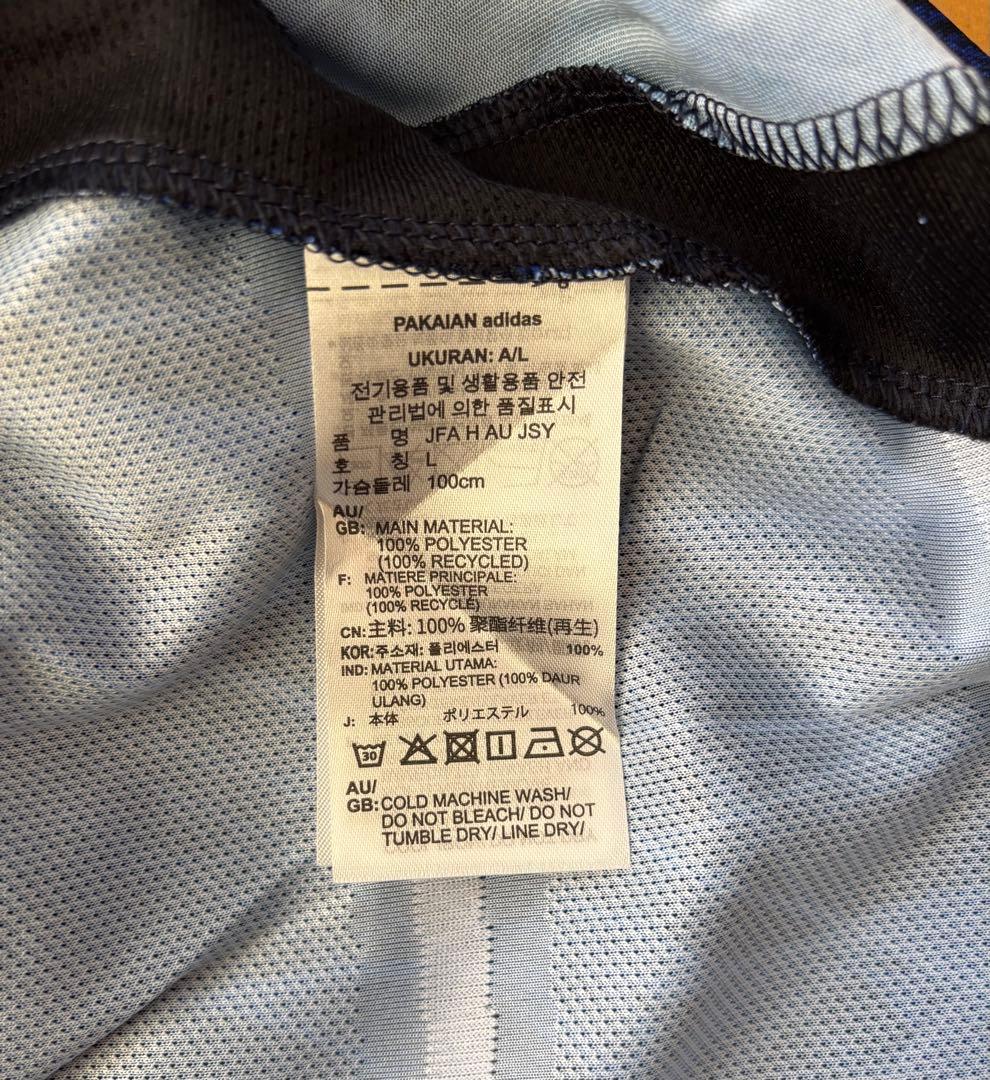 PAKAIAN adidas
UKURAN: A/L
전기용품 및 생활용품 안전
관리법에 의한 품질표시
품 명 JFA H AU JSY
호 칭 L
가슴둘레 100cm
AU/
GB: MAIN MATERIAL:
100% POLYESTER
(100% RECYCLED)
F: MATIERE PRINCIPALE:
100% POLYESTER
(100% RECYCLÉ)
CN: 主料: 100% 聚酯纤维(再生)
KOR: 주소재: 폴리에스터 100%
IND: MATERIAL UTAMA:
100% POLYESTER (100% DAUR
ULANG)
J: 本体 ポリエステル 100%
30
AU/
GB: COLD MACHINE WASH/
DO NOT BLEACH/ DO NOT
TUMBLE DRY/ LINE DRY/